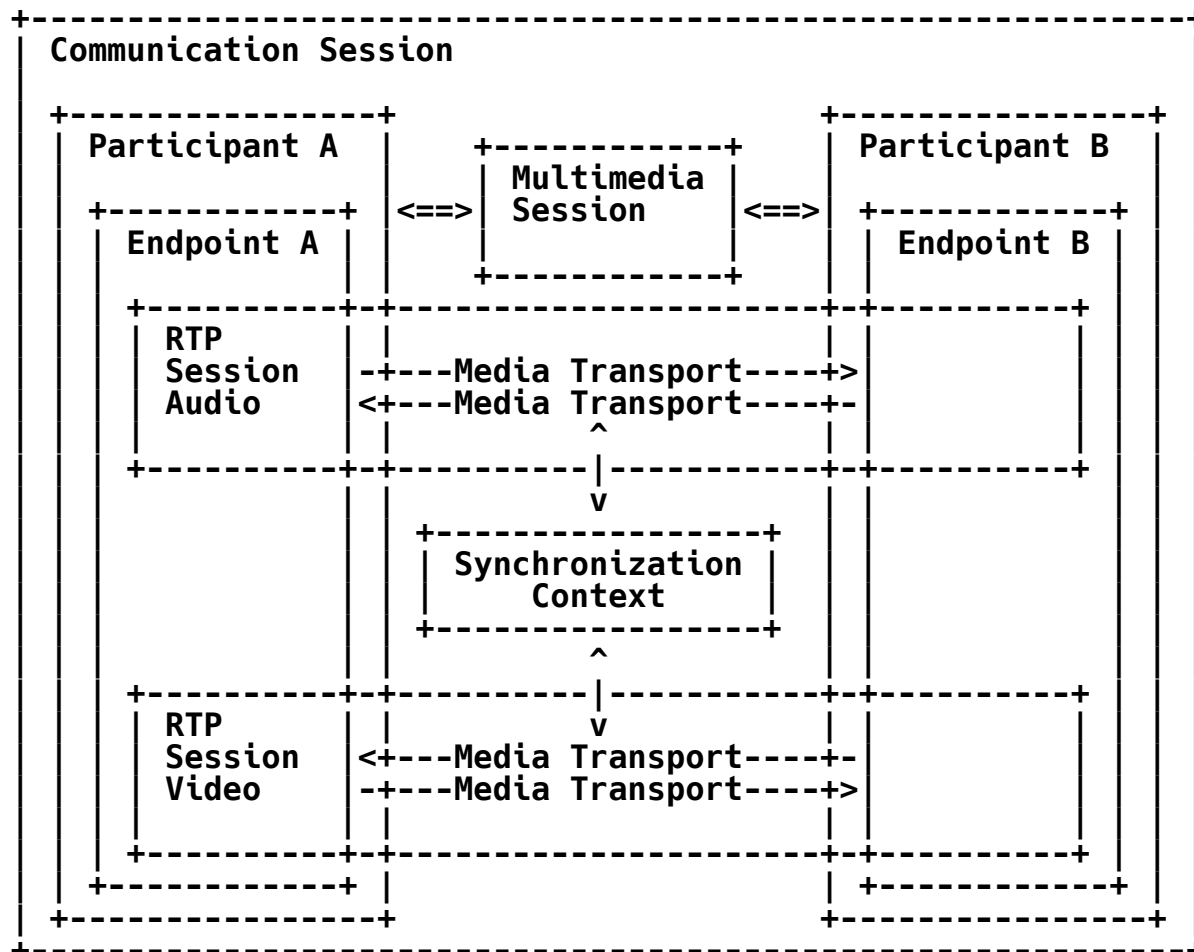 Communication Session
Participant A Participant B
Multimedia
<==> Session <==>
Endpoint A Endpoint B
RTP
Session -+---Media Transport----+>
Audio <+---Media Transport----+-
^
v
Synchronization
Context
^
RTP v
Session <+---Media Transport----+-
Video -+---Media Transport----+>